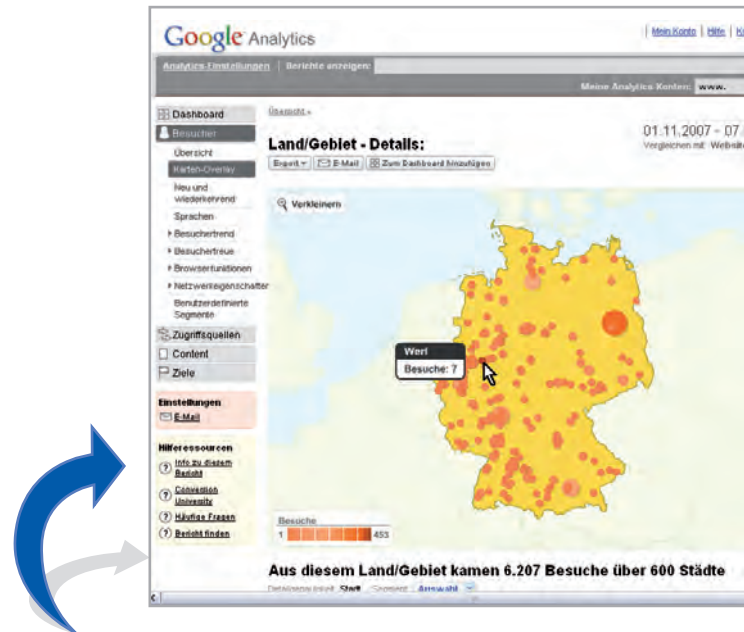 Google Analytics
Mein Konto | Hilfe |
Analytics-Einstellungen | Berichte anzeigen:
Meine Analytics-Konten: www.
Dashboard
Besucher
Übersicht
Karten-Overlay
Neu und
wiederkehrend
Sprachen
Besuchertrend
Besuchertreue
Browserfunktionen
Netzwerkeigenschafter
Benutzerdefinierte
Segmente
Zugriffsquellen
Content
Ziele
Einstellungen
E-Mail
Hilferessourcen
Info zu diesem
Bericht
Conversion
University
Häufige Fragen
Bericht finden
Übersicht »
Land/Gebiet - Details:
01.11.2007 - 07.
Vergleichen mit: Website
Export
E-Mail
Zum Dashboard hinzufügen
Verkleinern
Werl
Besuche: 7
Besuche
1 453
Aus diesem Land/Gebiet kamen 6.207 Besuche über 600 Städte
Stadt Segment: Auswahl